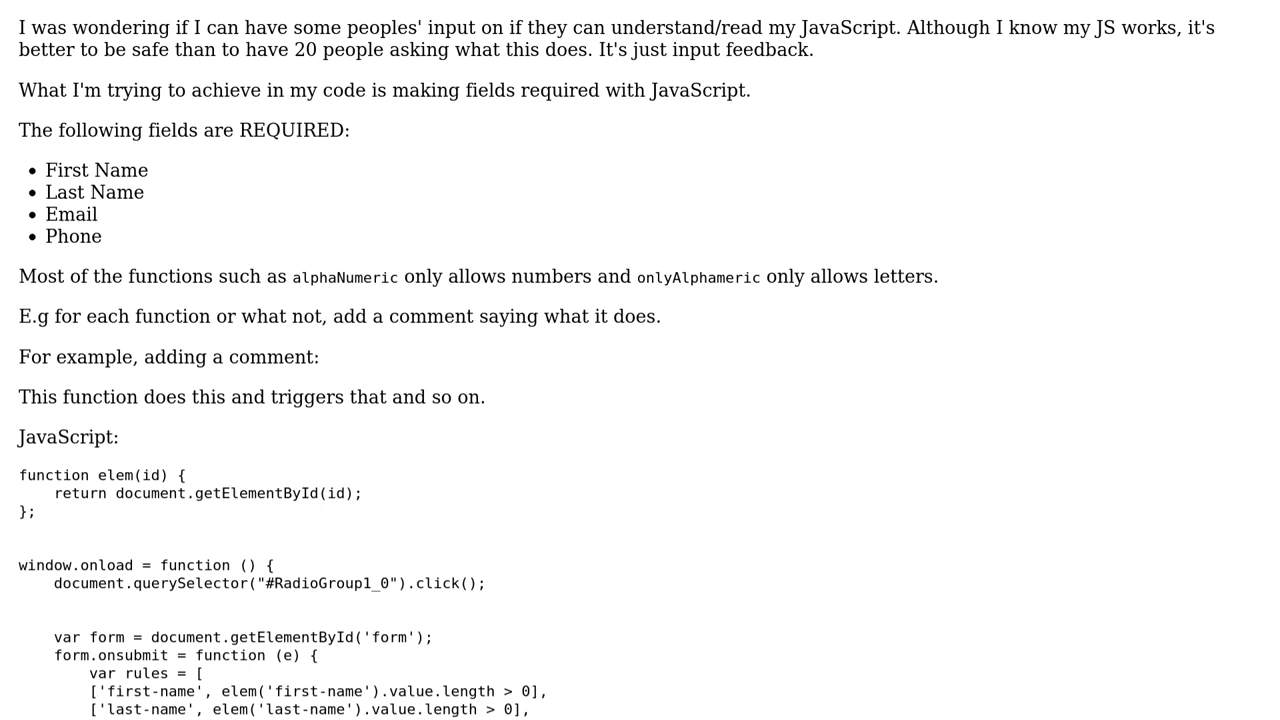 I was wondering if I can have some peoples' input on if they can understand/read my JavaScript. Although I know my JS works, it's
better to be safe than to have 20 people asking what this does. It's just input feedback.
What I'm trying to achieve in my code is making fields required with JavaScript.
The following fields are REQUIRED:
• First Name
• Last Name
• Email
• Phone
Most of the functions such as alphaNumeric only allows numbers and onlyAlphameric only allows letters.
E.g for each function or what not, add a comment saying what it does.
For example, adding a comment:
This function does this and triggers that and so on.
JavaScript:
function elem(id) {
    return document.getElementById(id);
};
window.onload = function () {
    document.querySelector("#RadioGroup1_0").click();
    var form = document.getElementById('form');
    form.onsubmit = function (e) {
        var rules = [
        ['first-name', elem('first-name').value.length > 0],
        ['last-name', elem('last-name').value.length > 0],